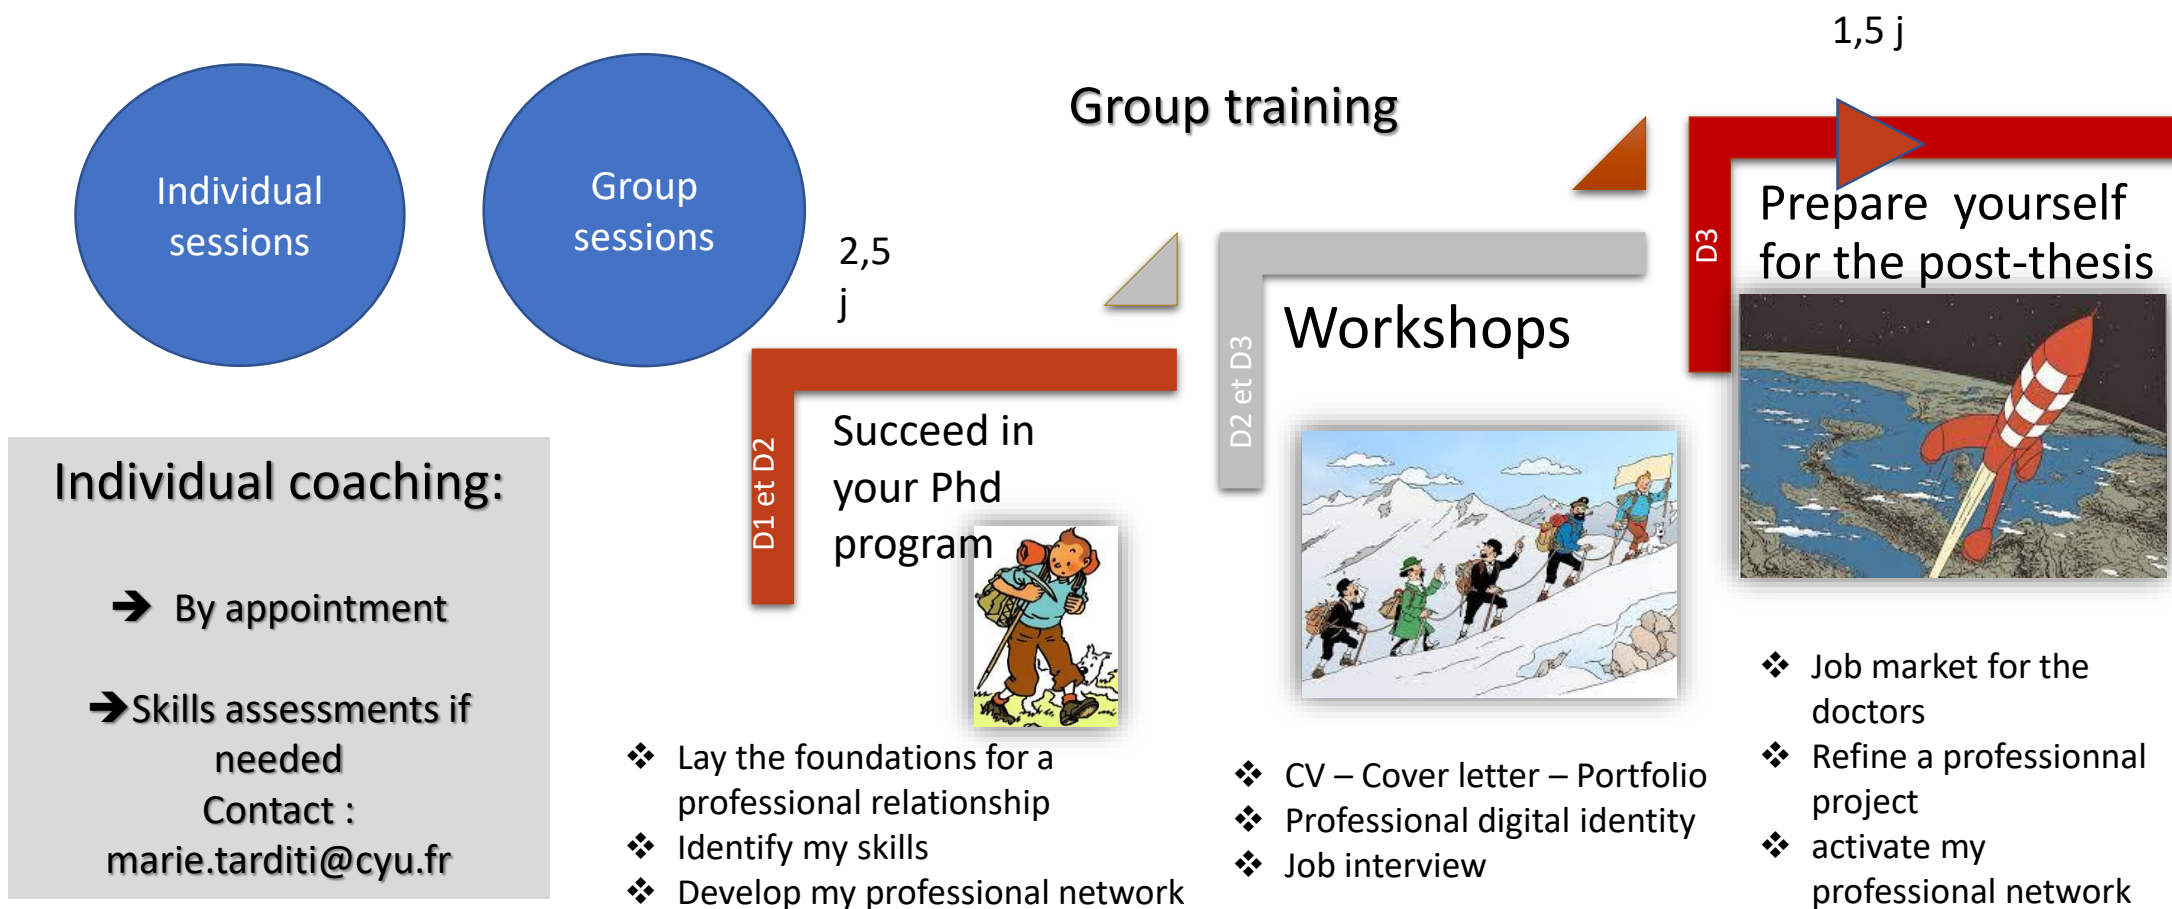 1,5 j
Group training
Individual
sessions
Group
sessions
Individual coaching:
➔ By appointment
➔Skills assessments if
needed
Contact :
marie.tarditi@cyu.fr
2,5
j
D1 et D2
Succeed in
your Phd
program
❖ Lay the foundations for a
professional relationship
❖ Identify my skills
❖ Develop my professional network
D2 et D3
Workshops
❖ CV – Cover letter – Portfolio
❖ Professional digital identity
❖ Job interview
D3
Prepare yourself
for the post-thesis
❖ Job market for the
doctors
❖ Refine a professionnal
project
❖ activate my
professional network